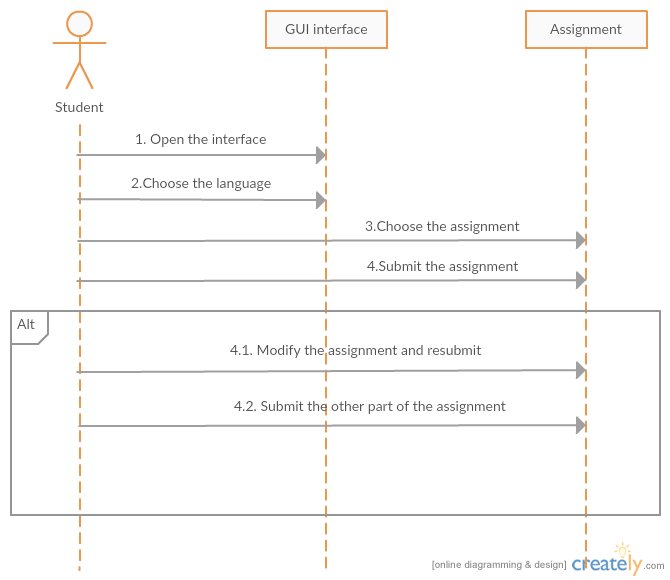 GUI interface
Assignment
Student
1. Open the interface
2.Choose the language
3.Choose the assignment
4.Submit the assignment
Alt
4.1. Modify the assignment and resubmit
4.2. Submit the other part of the assignment
[online diagramming & design] creately.com